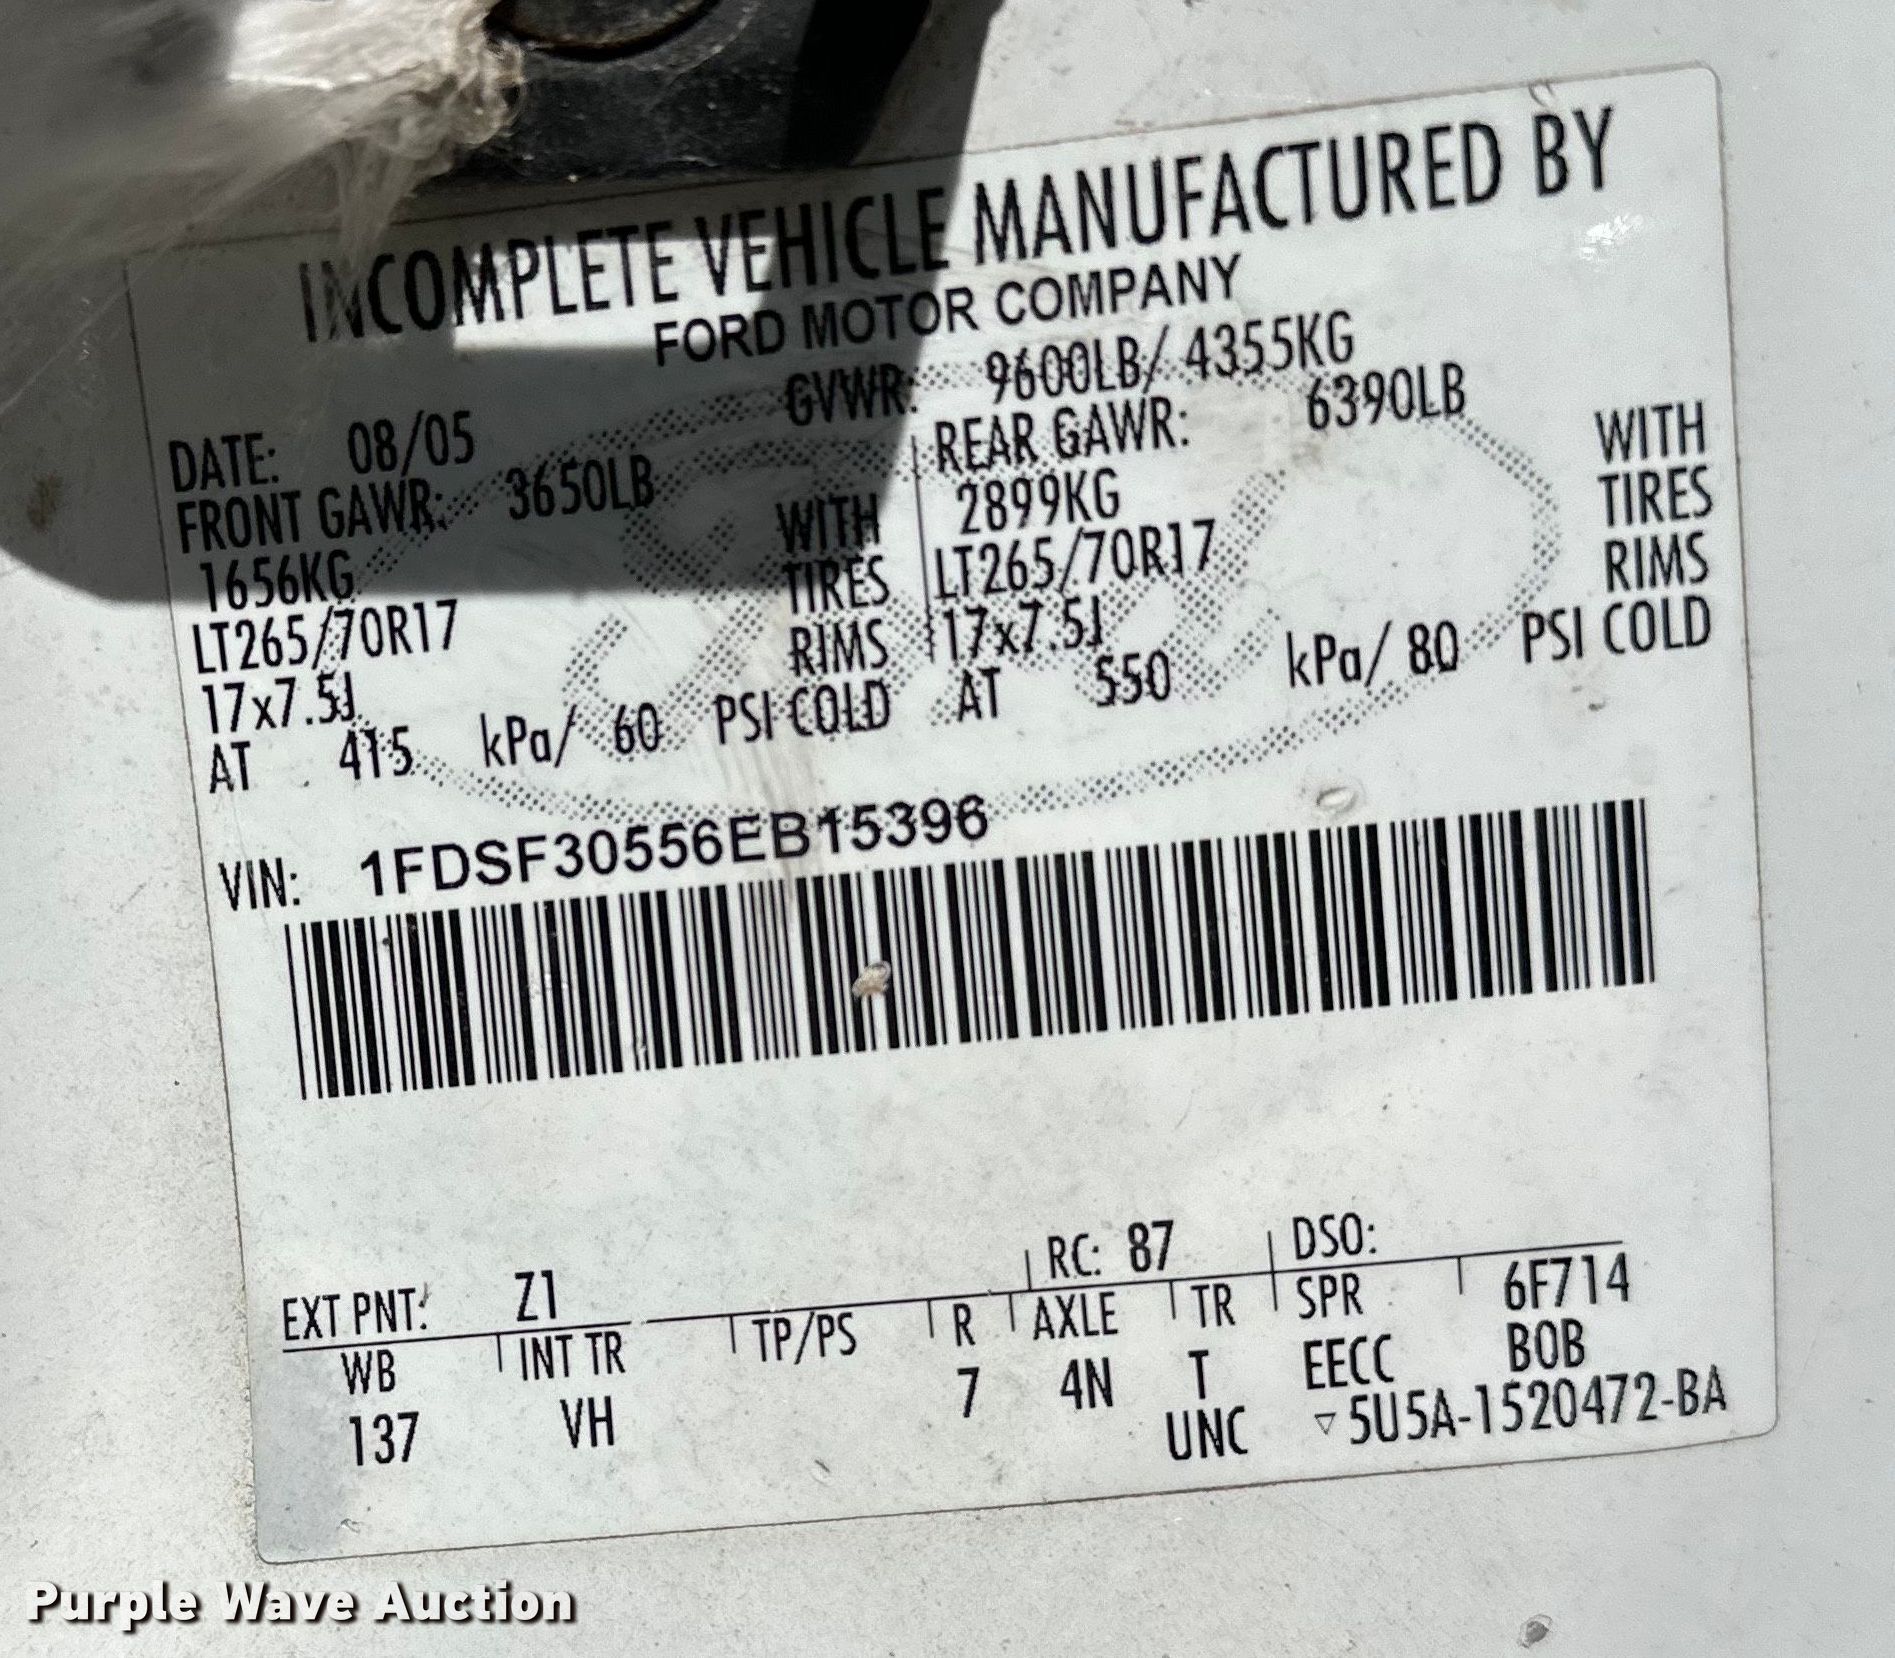 INCOMPLETE VEHICLE MANUFACTURED BY
FORD MOTOR COMPANY
DATE: 08/05 GVWR: 9600LB/ 4355KG
FRONT GAWR: 3650LB REAR GAWR: 6390LB
1656KG WITH 2899KG WITH
LT265/70R17 TIRES LT265/70R17 TIRES
17x7.5J RIMS 17x7.5J RIMS
AT 415 kPa/ 60 PSI COLD AT 550 kPa/ 80 PSI COLD
VIN: 1FDSF30556EB15396
EXT PNT: Z1 RC: 87 DSO:
WB INT TR TP/PS R AXLE TR SPR 6F714
137 VH 7 4N T EECC BOB
UNC ▽5U5A-1520472-BA
Purple Wave Auction